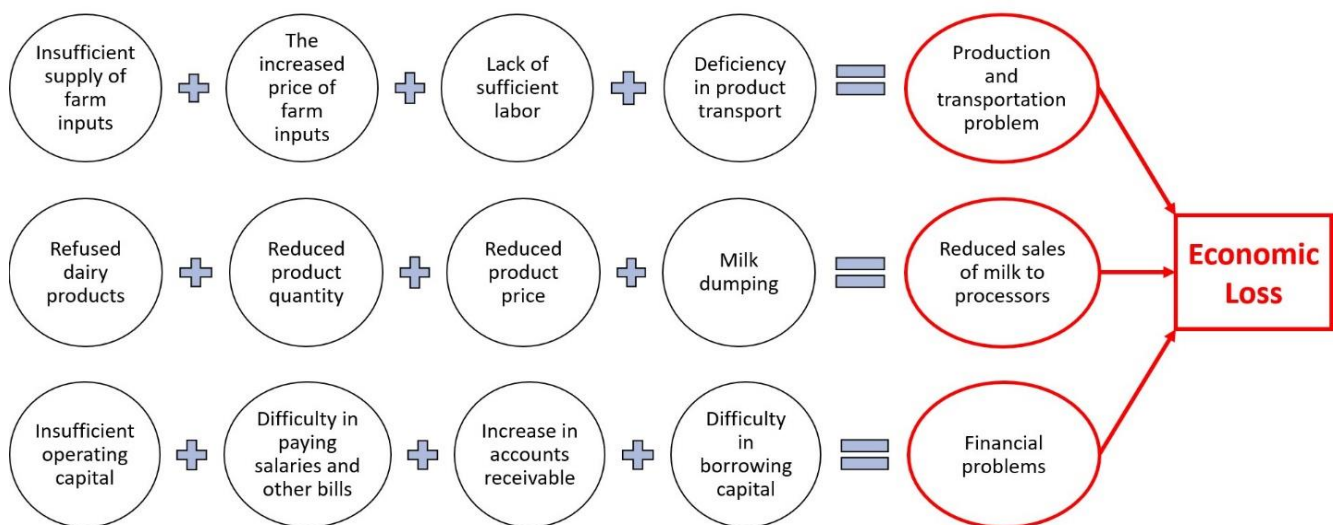 Insufficient
supply of
farm
inputs
The
increased
price of
farm
inputs
Lack of
sufficient
labor
Deficiency
in product
transport
Production
and
transportation
problem
Refused
dairy
products
Reduced
product
quantity
Reduced
product
price
Milk
dumping
Reduced sales
of milk to
processors
Economic
Loss
Insufficient
operating
capital
Difficulty in
paying
salaries and
other bills
Increase in
accounts
receivable
Difficulty
in
borrowing
capital
Financial
problems